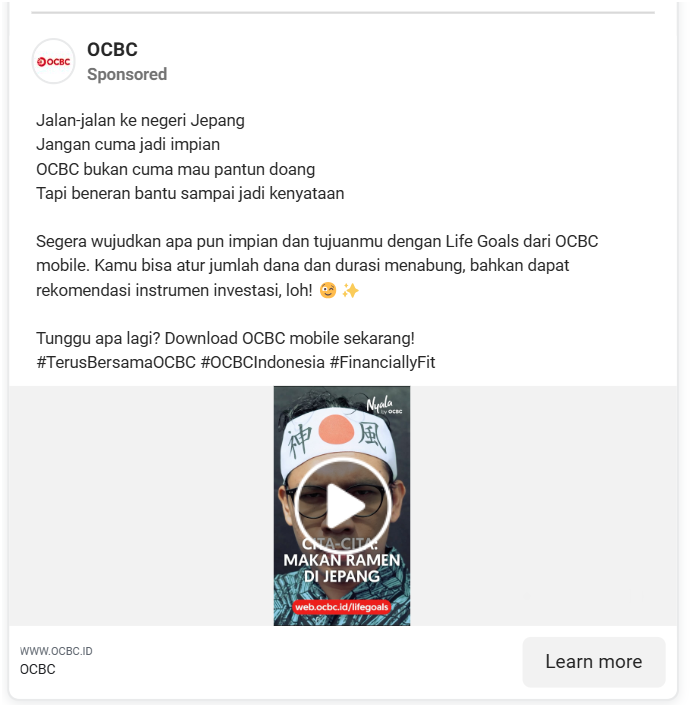 OCBC
OCBC
Sponsored
Jalan-jalan ke negeri Jepang
Jangan cuma jadi impian
OCBC bukan cuma mau pantun doang
Tapi beneran bantu sampai jadi kenyataan
Segera wujudkan apa pun impian dan tujuanmu dengan Life Goals dari OCBC
mobile. Kamu bisa atur jumlah dana dan durasi menabung, bahkan dapat
rekomendasi instrumen investasi, loh! 😉 ✨
Tunggu apa lagi? Download OCBC mobile sekarang!
#TerusBersamaOCBC #OCBCIndonesia #FinanciallyFit
Nyala
by OCBC
神 風
CITA-CITA:
MAKAN RAMEN
DI JEPANG
web.ocbc.id/lifegoals
WWW.OCBC.ID
OCBC
Learn more